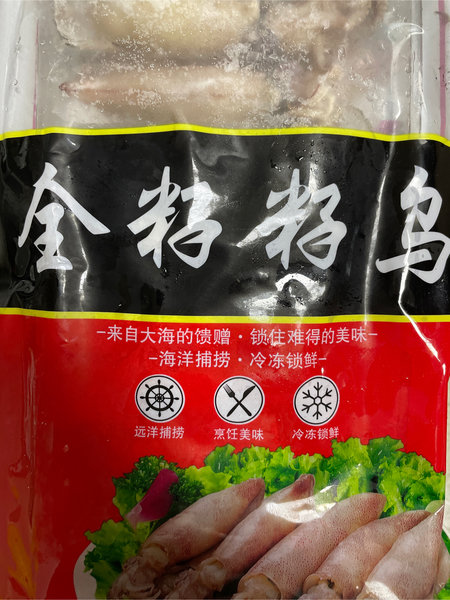 全籽籽乌
-来自大海的馈赠·锁住难得的美味-
-海洋捕捞·冷冻锁鲜-
远洋捕捞 烹饪美味 冷冻锁鲜